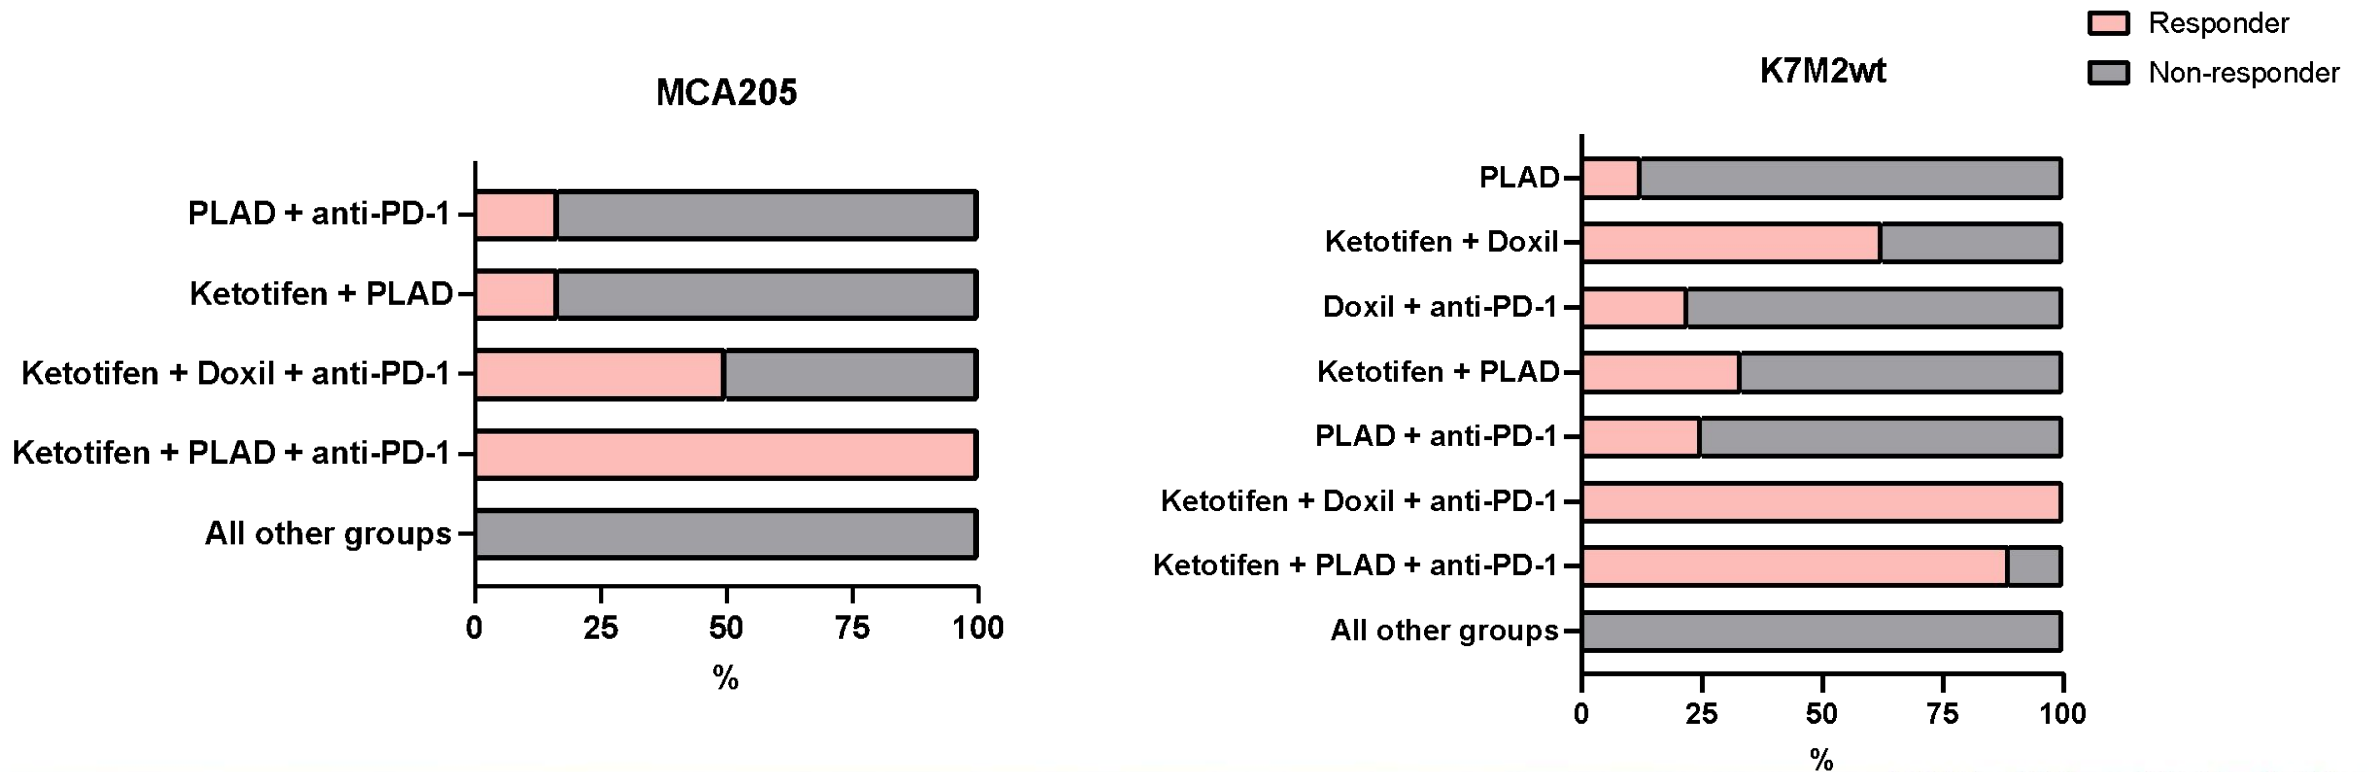 MCA205
PLAD + anti-PD-1
Ketotifen + PLAD
Ketotifen + Doxil + anti-PD-1
Ketotifen + PLAD + anti-PD-1
All other groups
0 25 50 75 100
%
K7M2wt
Responder
Non-responder
PLAD
Ketotifen + Doxil
Doxil + anti-PD-1
Ketotifen + PLAD
PLAD + anti-PD-1
Ketotifen + Doxil + anti-PD-1
Ketotifen + PLAD + anti-PD-1
All other groups
0 25 50 75 100
%